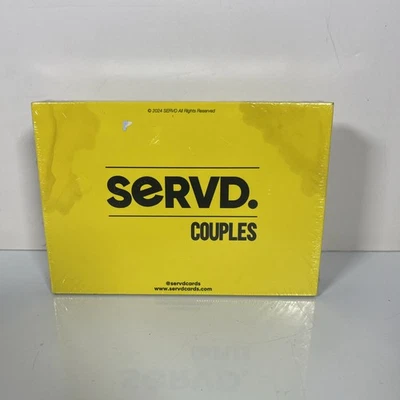 © 2024 SERVD All Rights Reserved
SeRVD.
COUPLES
@servdcards
www.servdcards.com